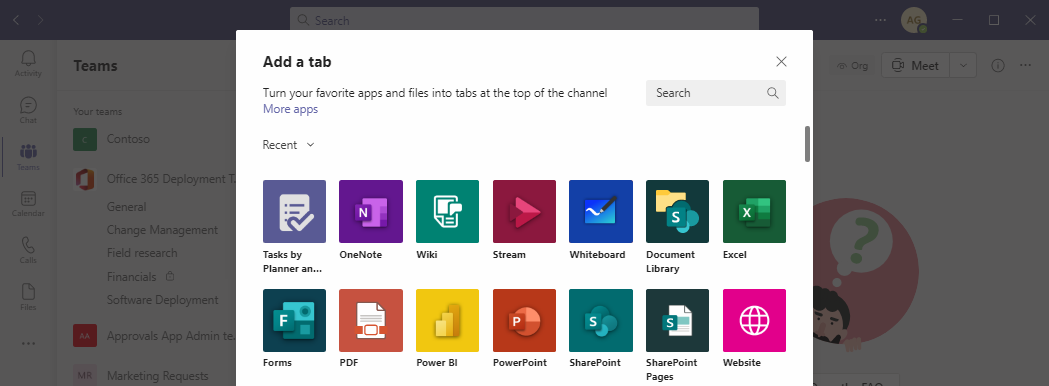 Search
AG
Activity
Chat
Teams
Calendar
Calls
Files
Teams
Your teams
C
Contoso
Office 365 Deployment T...
General
Change Management
Field research
Financials
Software Deployment
AA
Approvals App Admin te...
MR
Marketing Requests
Add a tab
Turn your favorite apps and files into tabs at the top of the channel
More apps
Search
Recent
N
S
X
Tasks by
Planner an...
OneNote
Wiki
Stream
Whiteboard
Document
Library
Excel
F
P
S
S
Forms
PDF
Power BI
PowerPoint
SharePoint
SharePoint
Pages
Website
Org
Meet
?